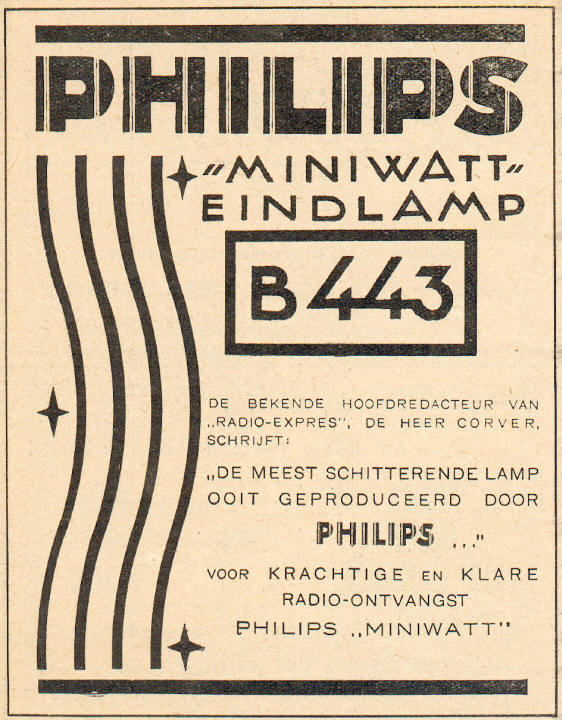 PHILIPS
"MINIWATT"
EINDLAMP
B 443
DE BEKENDE HOOFDREDACTEUR VAN
„RADIO-EXPRES", DE HEER CORVER,
SCHRIJFT:
„DE MEEST SCHITTERENDE LAMP
OOIT GEPRODUCEERD DOOR
PHILIPS ..."
VOOR KRACHTIGE EN KLARE
RADIO-ONTVANGST
PHILIPS „MINIWATT"